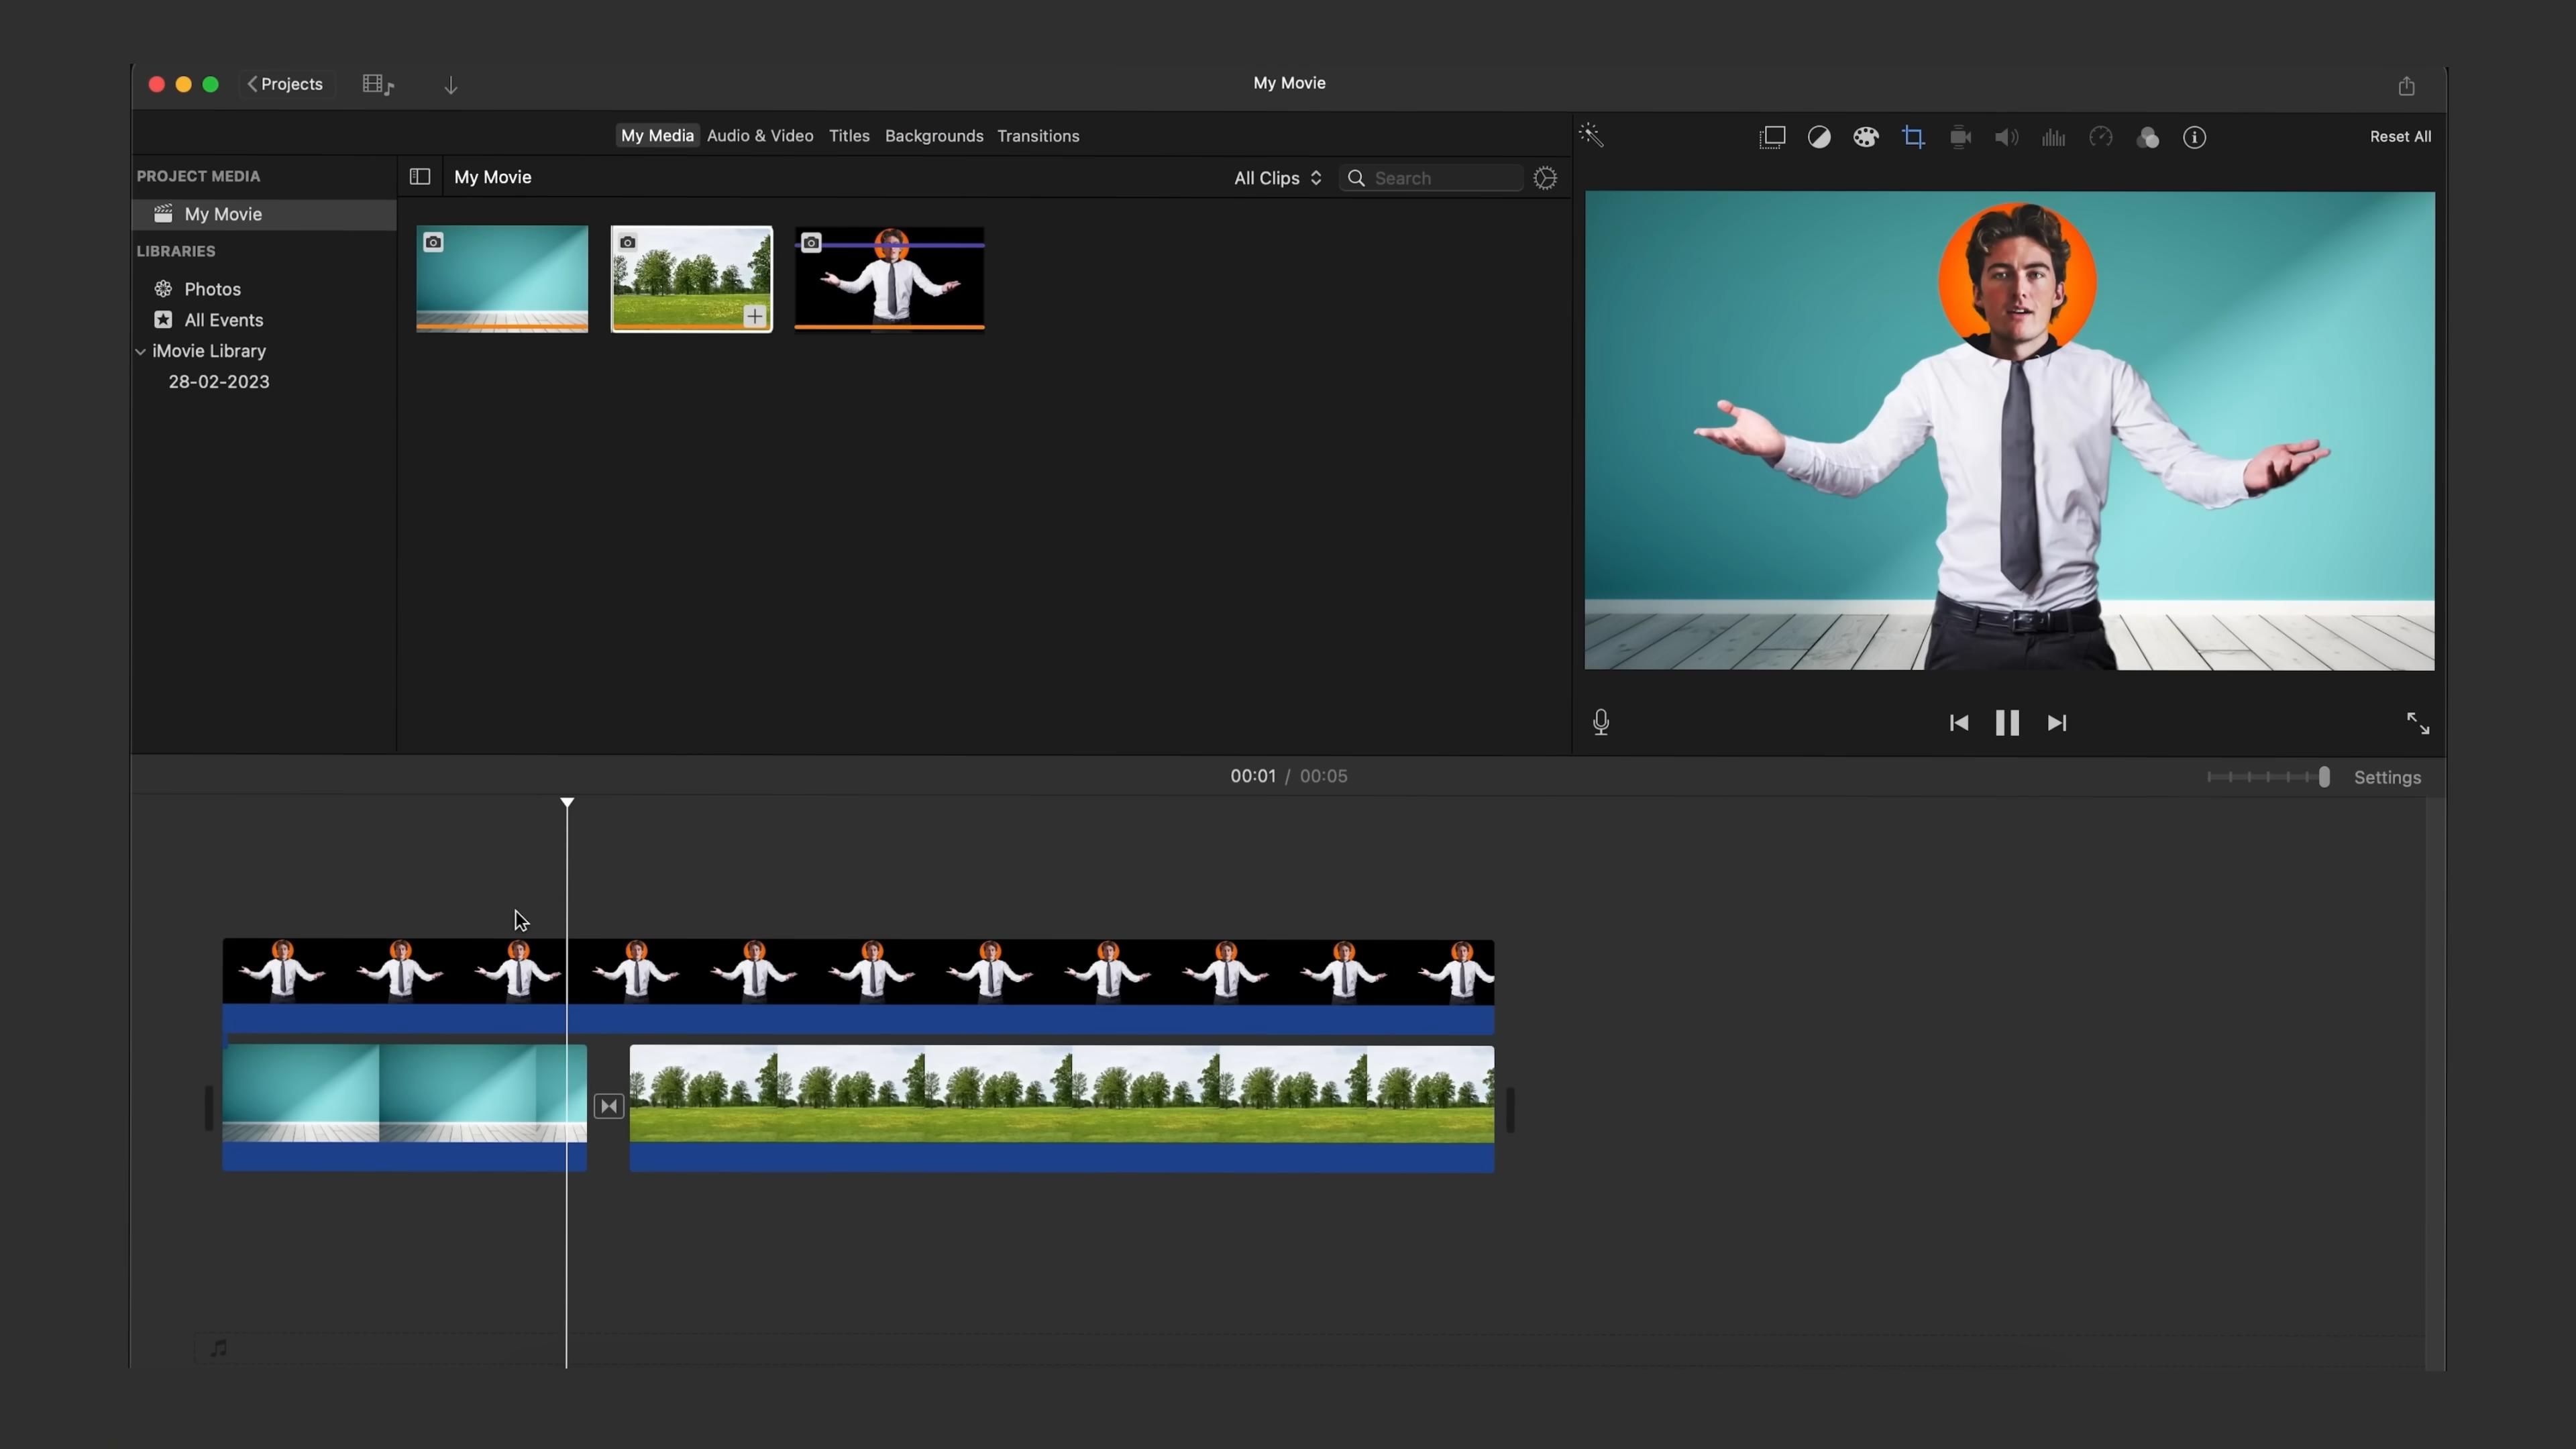 Projects
My Movie
My Media Audio & Video Titles Backgrounds Transitions
Reset All
PROJECT MEDIA
My Movie
All Clips
Search
My Movie
LIBRARIES
Photos
All Events
iMovie Library
28-02-2023
00:01 / 00:05
Settings